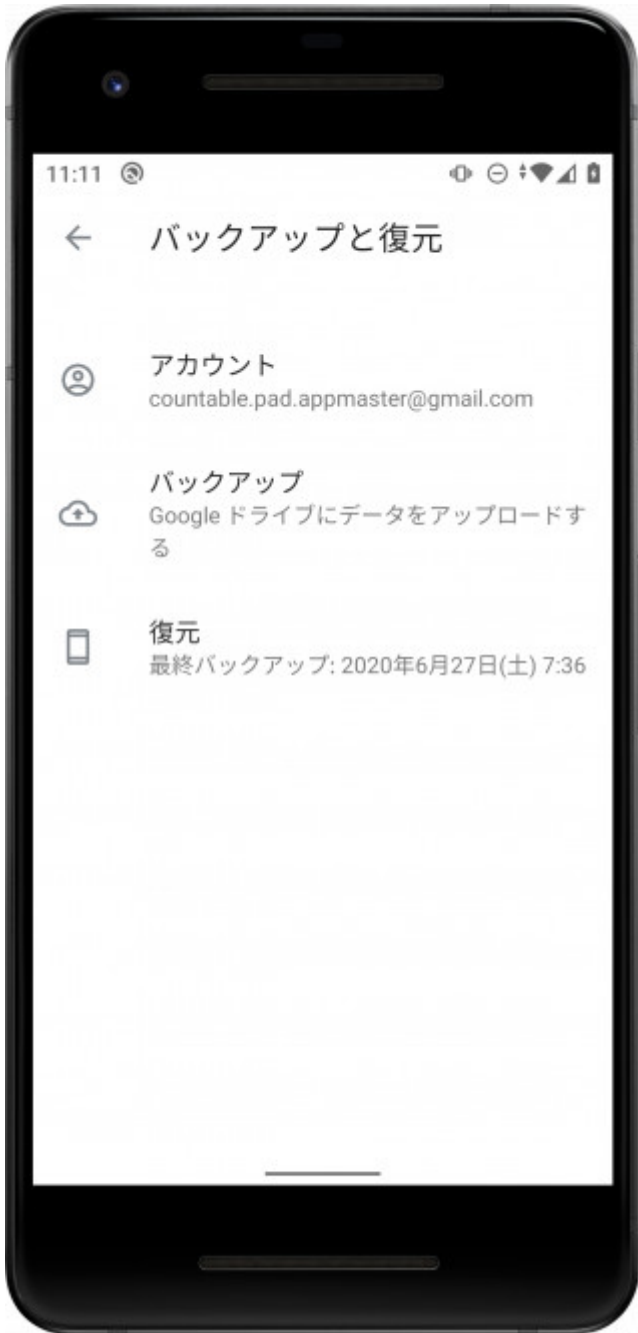 11:11
バックアップと復元
アカウント
countable.pad.appmaster@gmail.com
バックアップ
Google ドライブにデータをアップロードす
る
復元
最終バックアップ: 2020年6月27日(土) 7:36